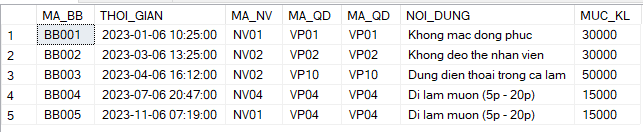 MA_BB THOI_GIAN MA_NV MA_QD MA_QD NOI_DUNG MUC_KL
1 BB001 2023-01-06 10:25:00 NV01 VP01 VP01 Khong mac dong phuc 30000
2 BB002 2023-03-06 13:25:00 NV02 VP02 VP02 Khong deo the nhan vien 30000
3 BB003 2023-04-06 16:12:00 NV02 VP10 VP10 Dung dien thoai trong ca lam 50000
4 BB004 2023-07-06 20:47:00 NV04 VP04 VP04 Di lam muon (5p - 20p) 15000
5 BB005 2023-11-06 07:19:00 NV01 VP04 VP04 Di lam muon (5p - 20p) 15000